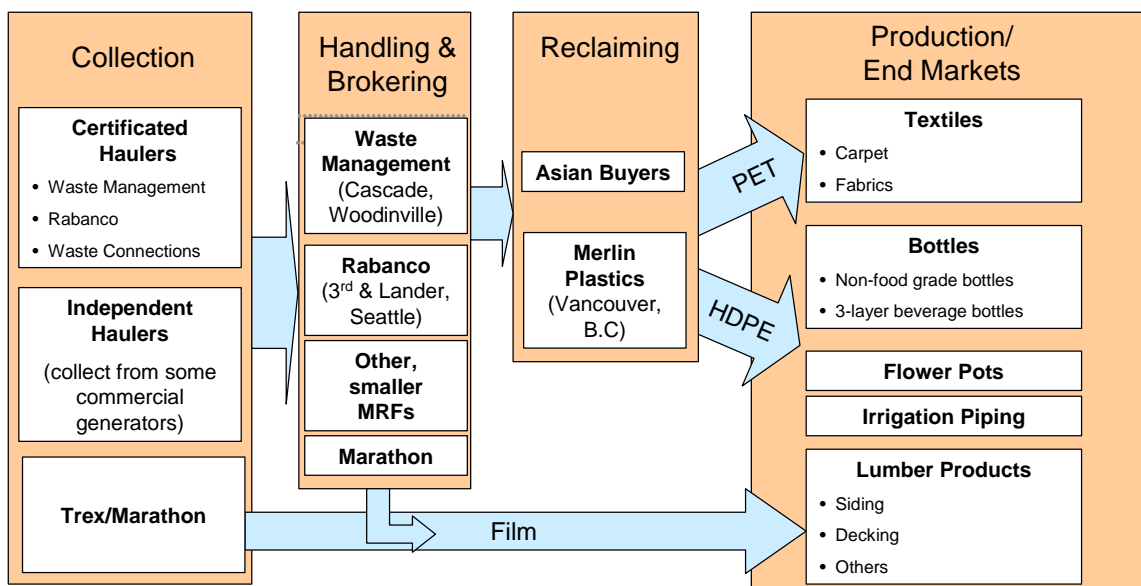 Collection
Certificated
Haulers
• Waste Management
• Rabanco
• Waste Connections
Independent
Haulers
(collect from some
commercial
generators)
Trex/Marathon
Handling &
Brokering
Waste
Management
(Cascade,
Woodinville)
Rabanco
(3rd & Lander,
Seattle)
Other,
smaller
MRFs
Marathon
Reclaiming
Asian Buyers
Merlin
Plastics
(Vancouver,
B.C)
PET
HDPE
Film
Production/
End Markets
Textiles
• Carpet
• Fabrics
Bottles
• Non-food grade bottles
• 3-layer beverage bottles
Flower Pots
Irrigation Piping
Lumber Products
• Siding
• Decking
• Others